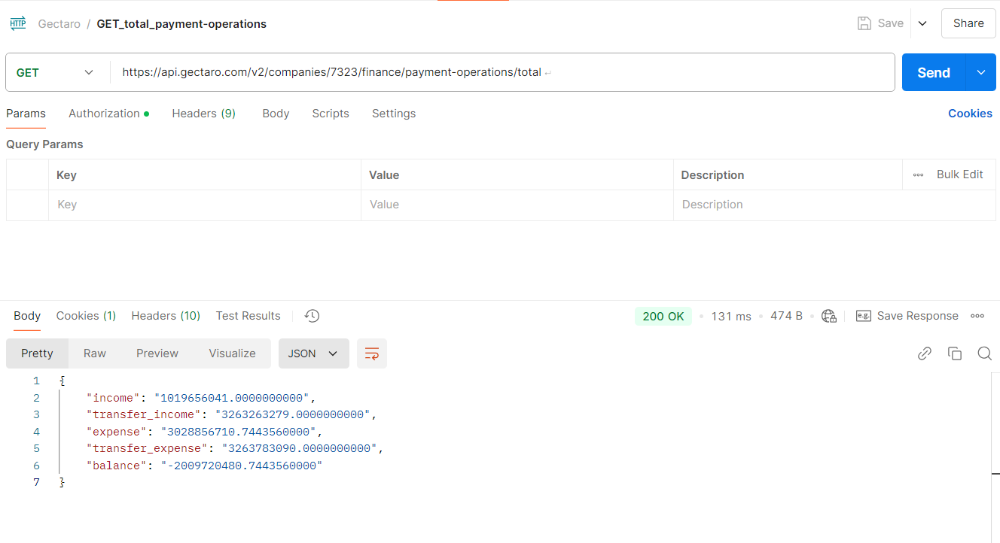 HTTP Gectaro / GET_total_payment-operations Save Share
GET https://api.gectaro.com/v2/companies/7323/finance/payment-operations/total Send
Params Authorization Headers (9) Body Scripts Settings Cookies
Query Params
Key Value Description Bulk Edit
Key Value Description
Body Cookies (1) Headers (10) Test Results 200 OK 131 ms 474 B e.g. Save Response
Pretty Raw Preview Visualize JSON
1 {
2 "income": "1019656041.0000000000",
3 "transfer_income": "3263263279.0000000000",
4 "expense": "3028856710.7443560000",
5 "transfer_expense": "3263783090.0000000000",
6 "balance": "-2009720480.7443560000"
7 }